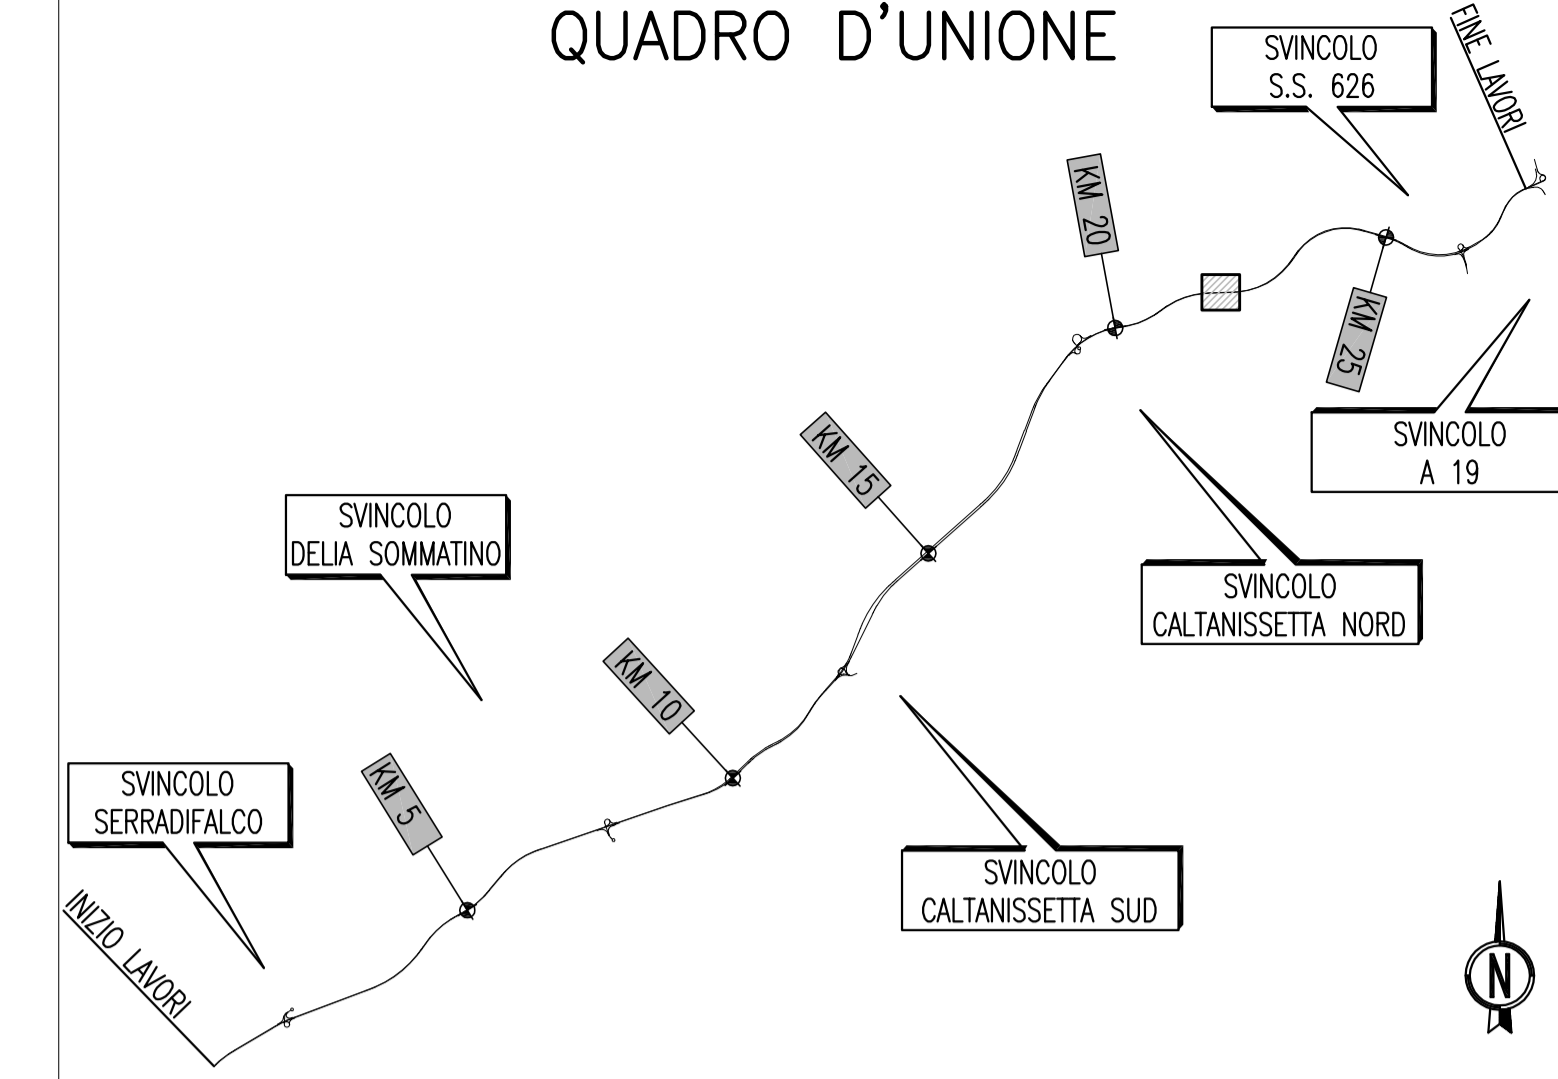 QUADRO D'UNIONE
SVINCOLO
S.S. 626
FINE LAVORI
KM 20
KM 25
SVINCOLO
A 19
KM 15
SVINCOLO
DELIA SOMMATINO
SVINCOLO
CALTANISSETTA NORD
KM 10
KM 5
SVINCOLO
SERRADIFALCO
SVINCOLO
CALTANISSETTA SUD
INIZIO LAVORI
N